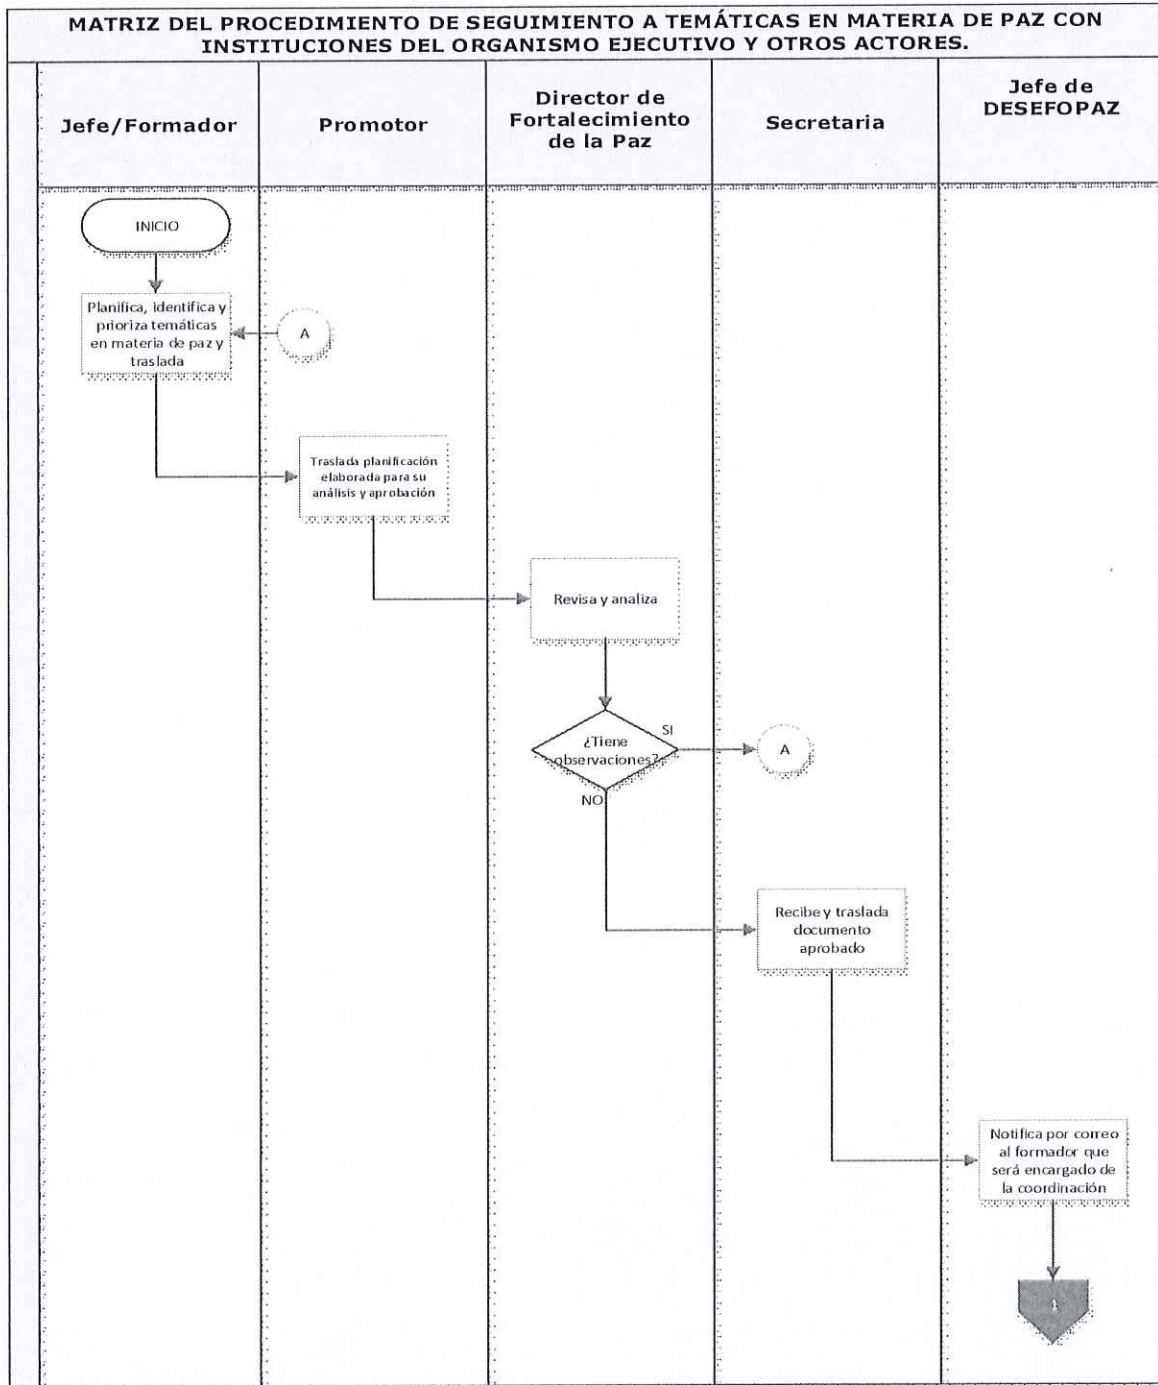 MATRIZ DEL PROCEDIMIENTO DE SEGUIMIENTO A TEMÁTICAS EN MATERIA DE PAZ CON
INSTITUCIONES DEL ORGANISMO EJECUTIVO Y OTROS ACTORES.
Jefe/Formador
Promotor
Director de
Fortalecimiento
de la Paz
Secretaria
Jefe de
DESEFOPAZ
INICIO
Planifica, identifica y
prioriza temáticas
en materia de paz y
traslada
A
Traslada planificación
elaborada para su
análisis y aprobación
Revisa y analiza
¿Tiene
observaciones?
SI
A
NO
Recibe y traslada
documento
aprobado
Notifica por correo
al formador que
será encargado de
la coordinación
1